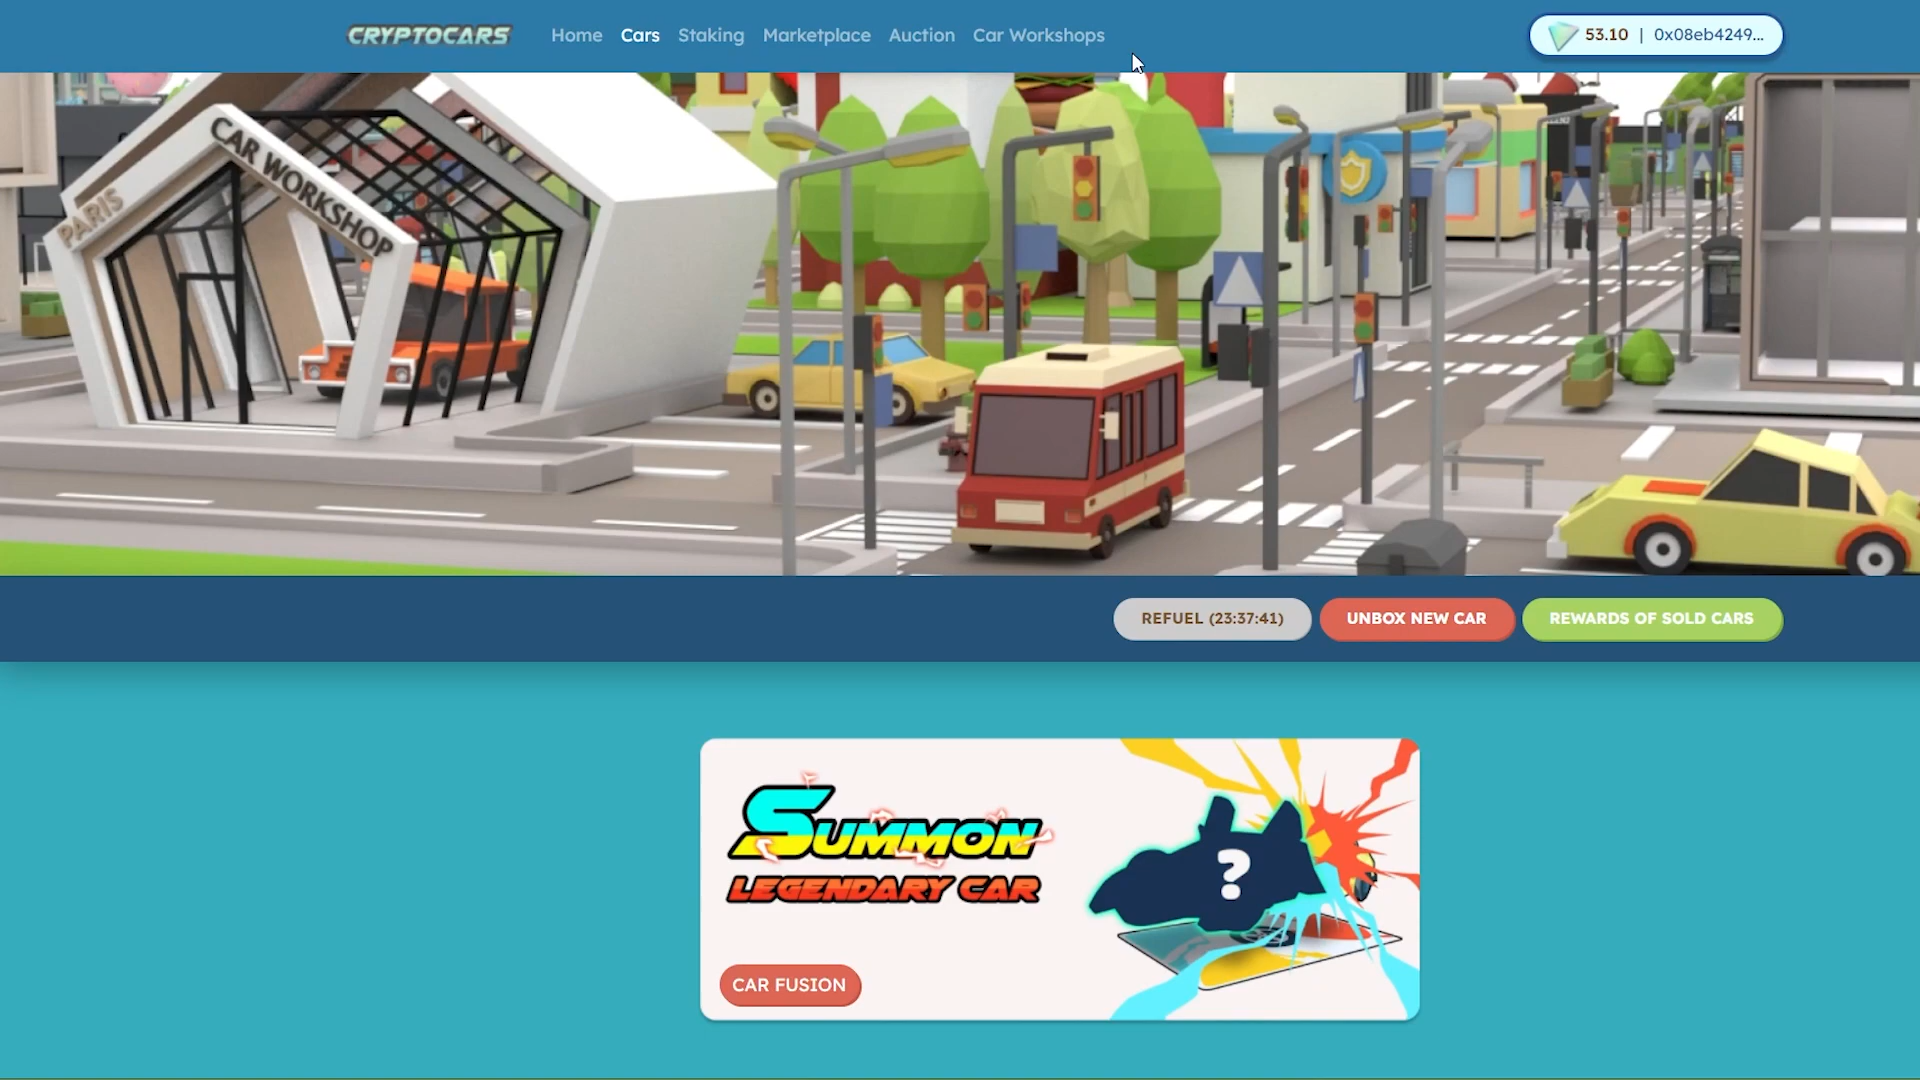 CRYPTOCARS
Home Cars Staking Marketplace Auction Car Workshops
53.10 | 0x08eb4249...
PARIS
CAR WORKSHOP
REFUEL (23:37:41)
UNBOX NEW CAR
REWARDS OF SOLD CARS
SUMMON
LEGENDARY CAR
?
CAR FUSION